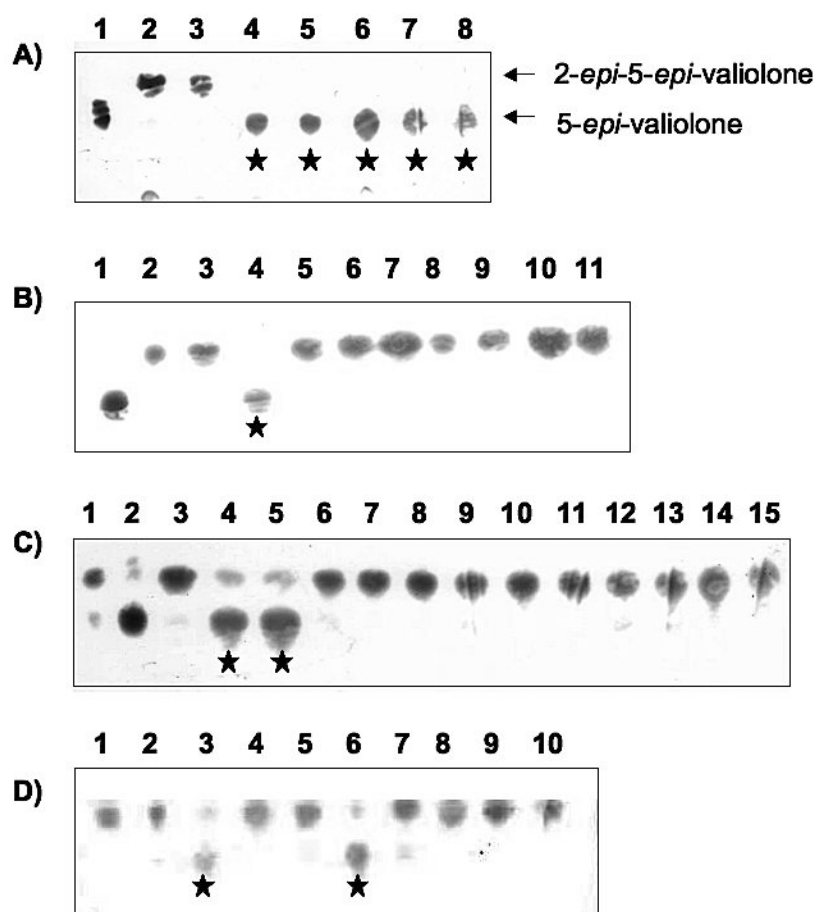 1 2 3 4 5 6 7 8
A)
2-epi-5-epi-valiolone
5-epi-valiolone
1 2 3 4 5 6 7 8 9 10 11
B)
1 2 3 4 5 6 7 8 9 10 11 12 13 14 15
C)
1 2 3 4 5 6 7 8 9 10
D)